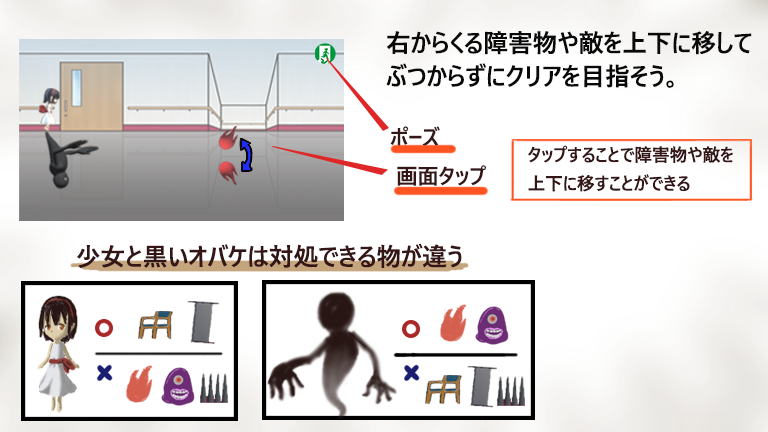 右からくる障害物や敵を上下に移して
ぶつからずにクリアを目指そう。
ポーズ
画面タップ
タップすることで障害物や敵を
上下に移すことができる
少女と黒いオバケは対処できる物が違う